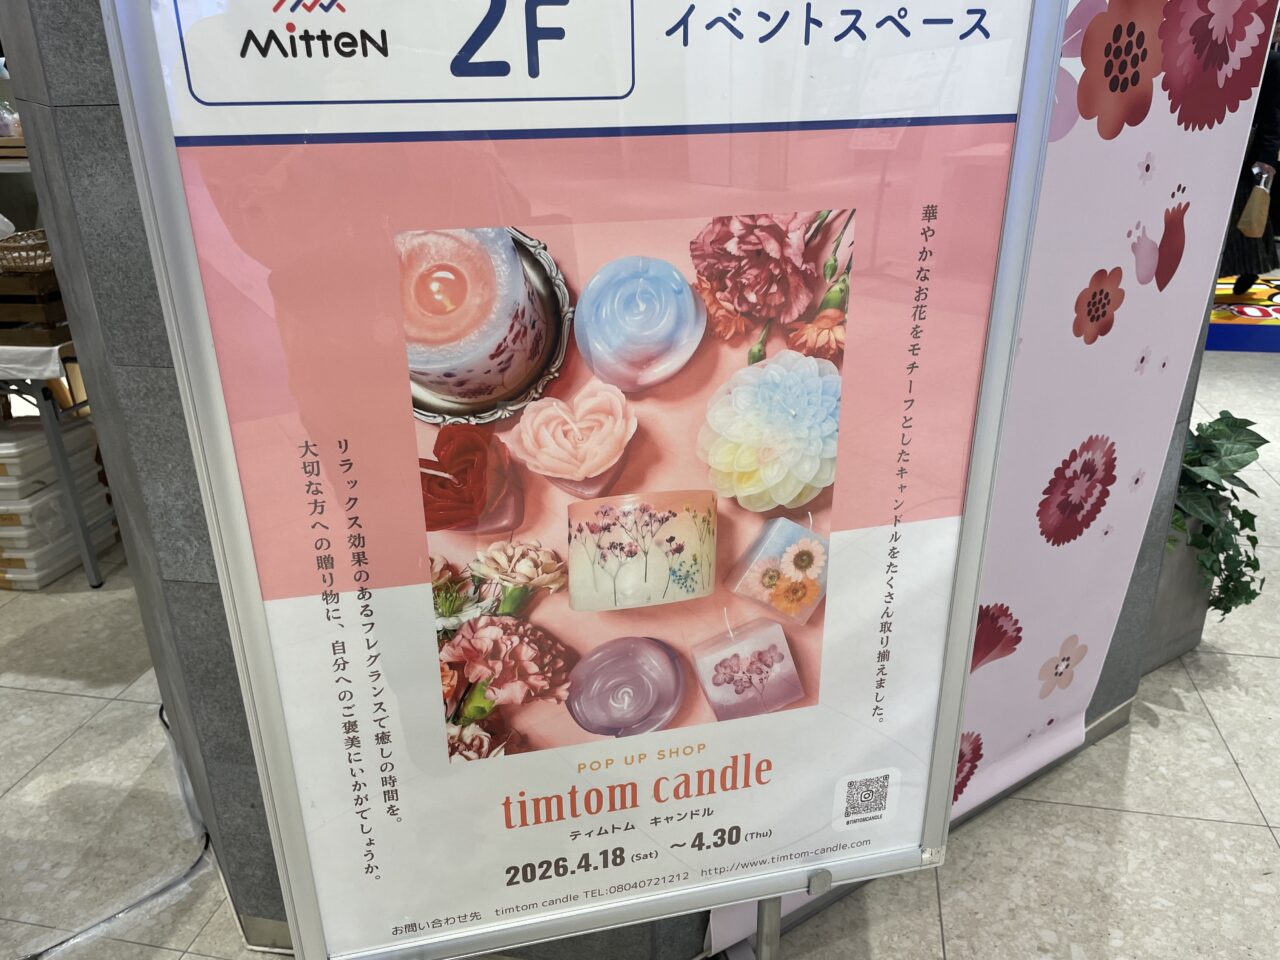 MitteN
2F
イベントスペース
華やかなお花をモチーフとしたキャンドルをたくさん取り揃えました。
リラックス効果のあるフレグランスで癒しの時間を。
大切な方への贈り物に、自分へのご褒美にいかがでしょうか。
POP UP SHOP
timtom candle
ティムトム キャンドル
2026.4.18 (Sat) ～4.30 (Thu)
@TIMTOMCANDLE
お問い合わせ先 timtom candle TEL:08040721212 http://www.timtom-candle.com